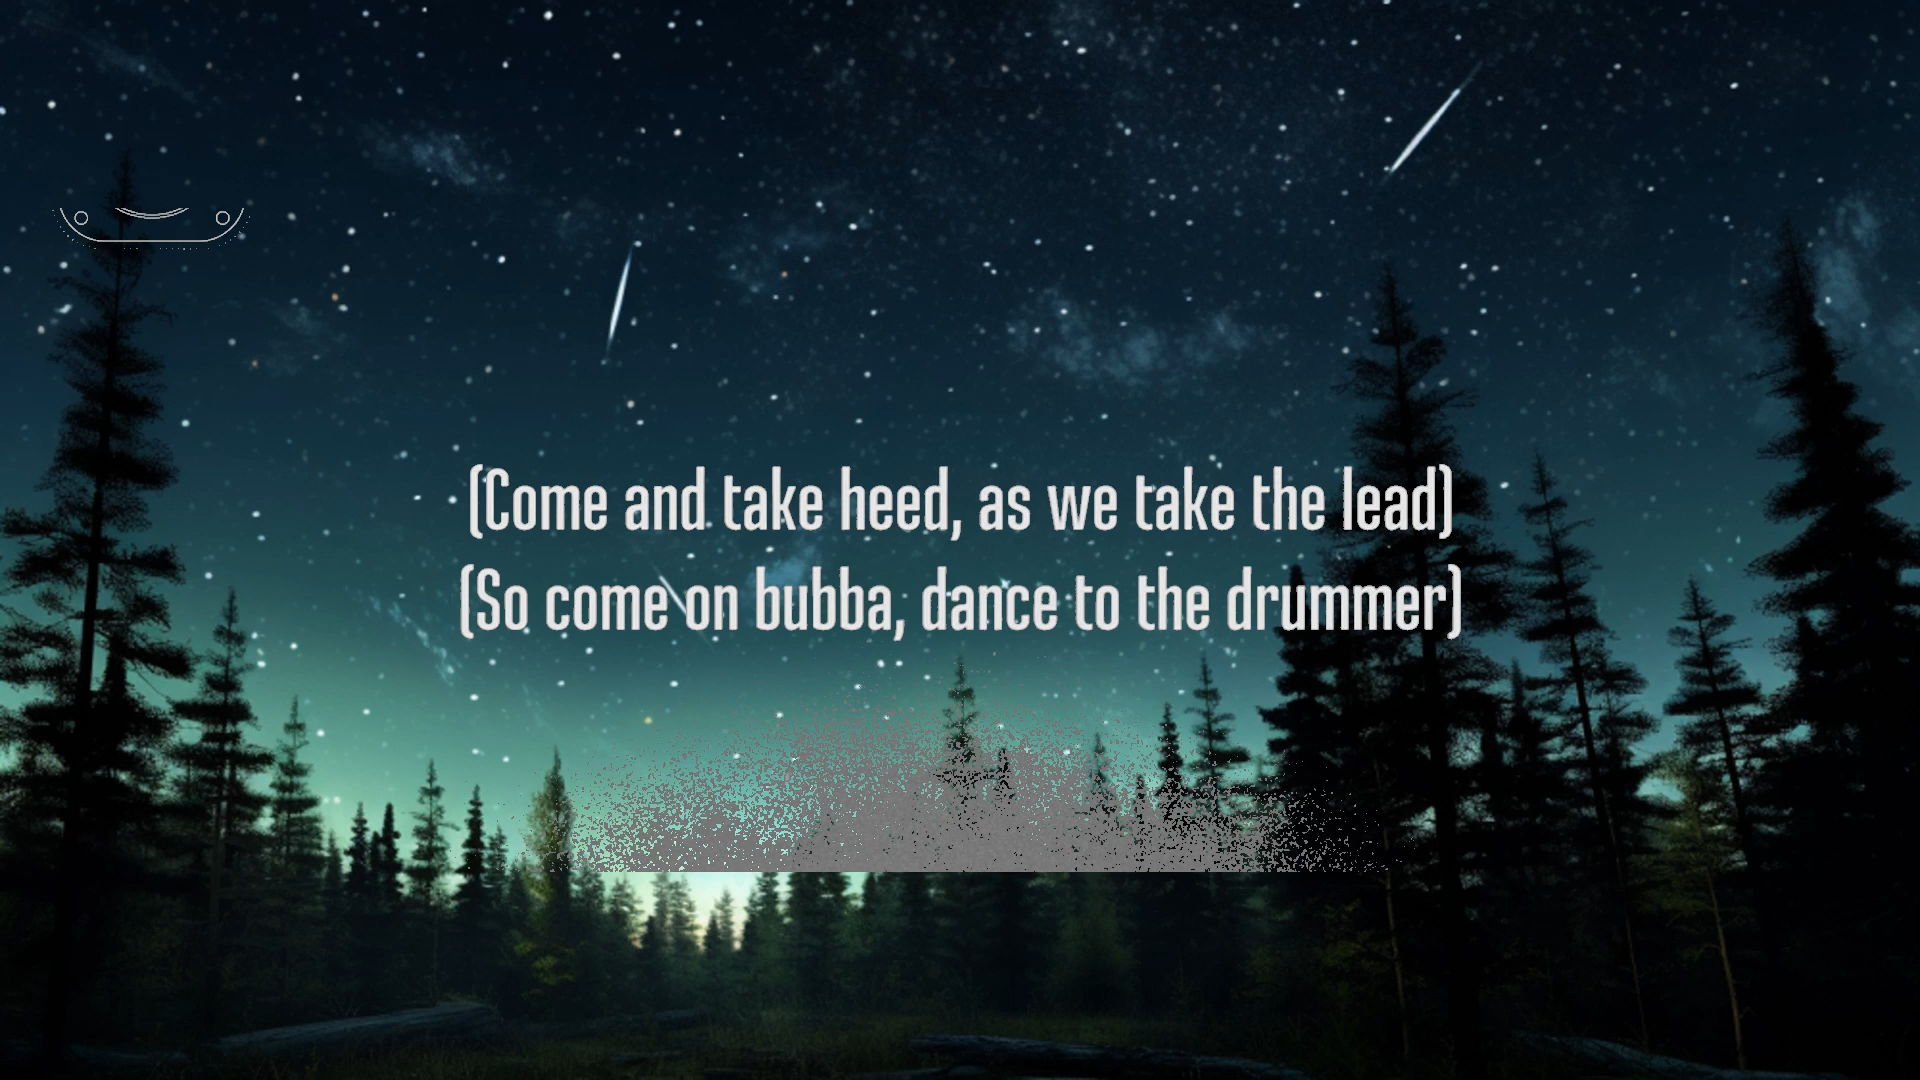 (Come and take heed, as we take the lead)
(So come on bubba, dance to the drummer)